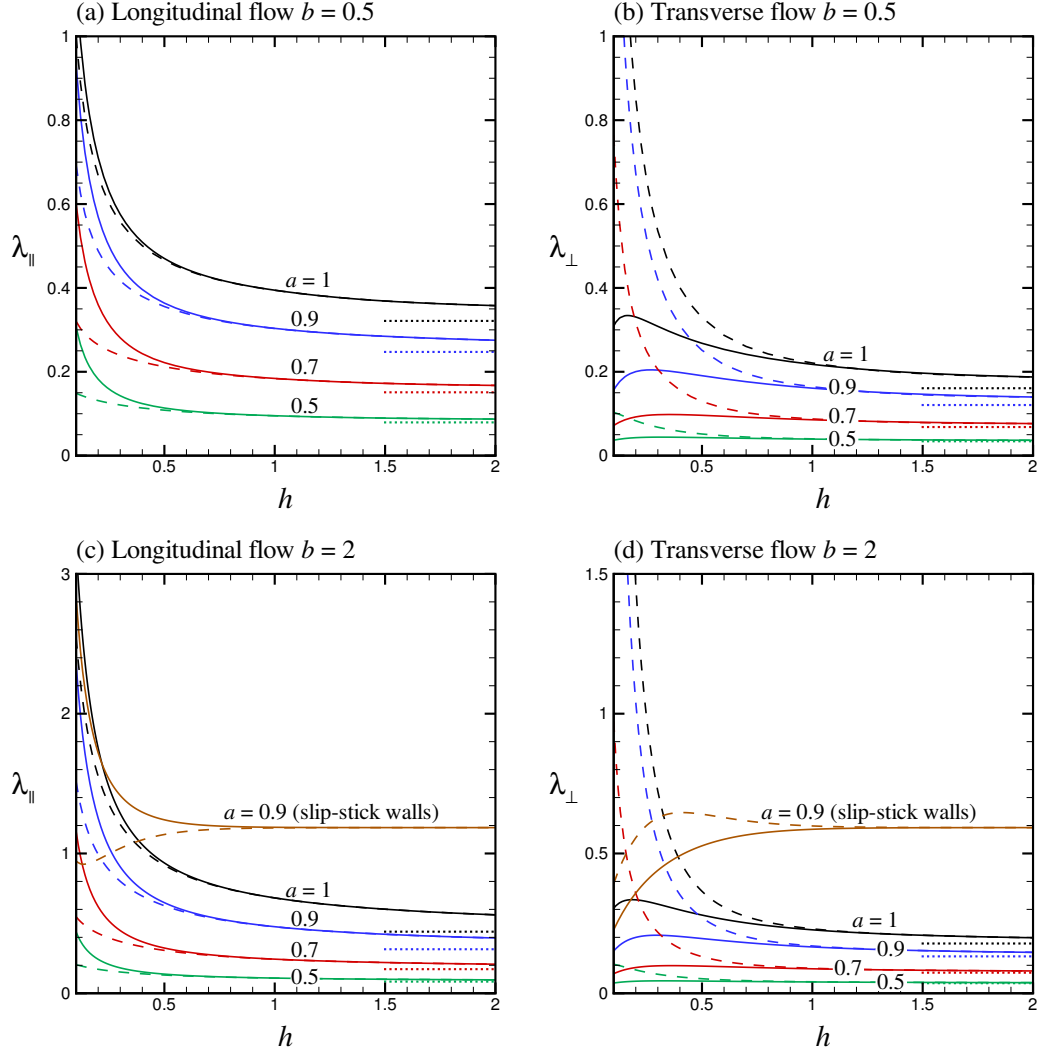 (a) Longitudinal flow b = 0.5
1
0.8
0.6
λ∥
0.4
0.2
0
a = 1
0.9
0.7
0.5
0.5
1
1.5
2
h
(b) Transverse flow b = 0.5
1
0.8
0.6
λ⊥
0.4
0.2
0
a = 1
0.9
0.7
0.5
0.5
1
1.5
2
h
(c) Longitudinal flow b = 2
3
2
λ∥
1
0
a = 0.9 (slip-stick walls)
a = 1
0.9
0.7
0.5
0.5
1
1.5
2
h
(d) Transverse flow b = 2
1.5
1
λ⊥
0.5
0
a = 0.9 (slip-stick walls)
a = 1
0.9
0.7
0.5
0.5
1
1.5
2
h